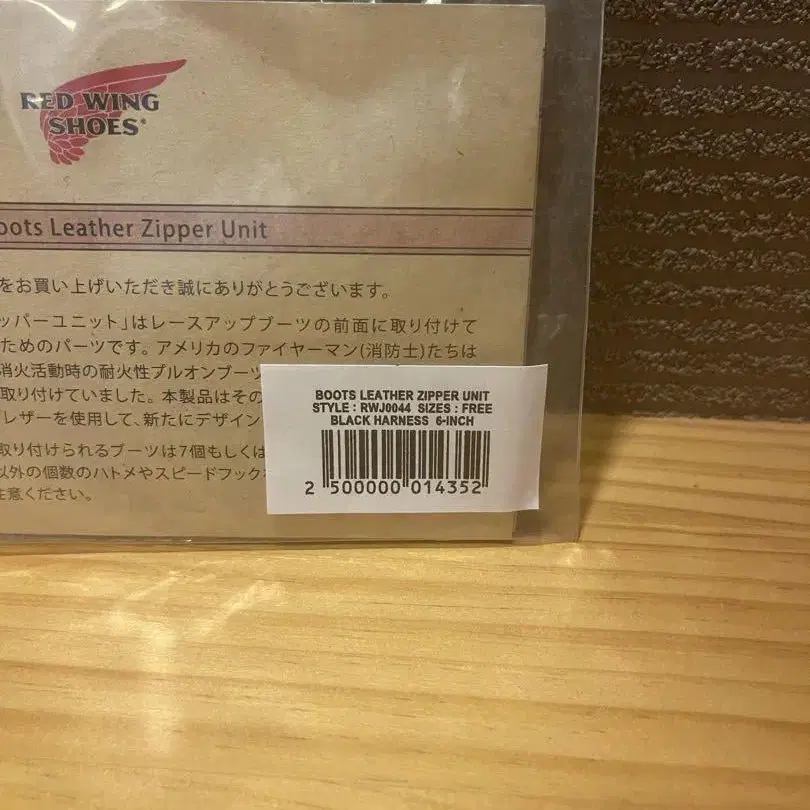 RED WING
SHOES®
oots Leather Zipper Unit
をお買い上げいただき誠にありがとうございます。
ッパーユニット」はレースアップブーツの前面に取り付けて
ためのパーツです。アメリカのファイヤーマン(消防士)たちは
消火活動時の耐火性プルオンブーツ
取り付けていました。本製品はその
レザーを使用して、新たにデザイン
取り付けられるブーツは7個もしくは
以外の個数のハトメやスピードフック
注意ください。
BOOTS LEATHER ZIPPER UNIT
STYLE : RWJ0044 SIZES : FREE
BLACK HARNESS 6-INCH
2 500000 014352